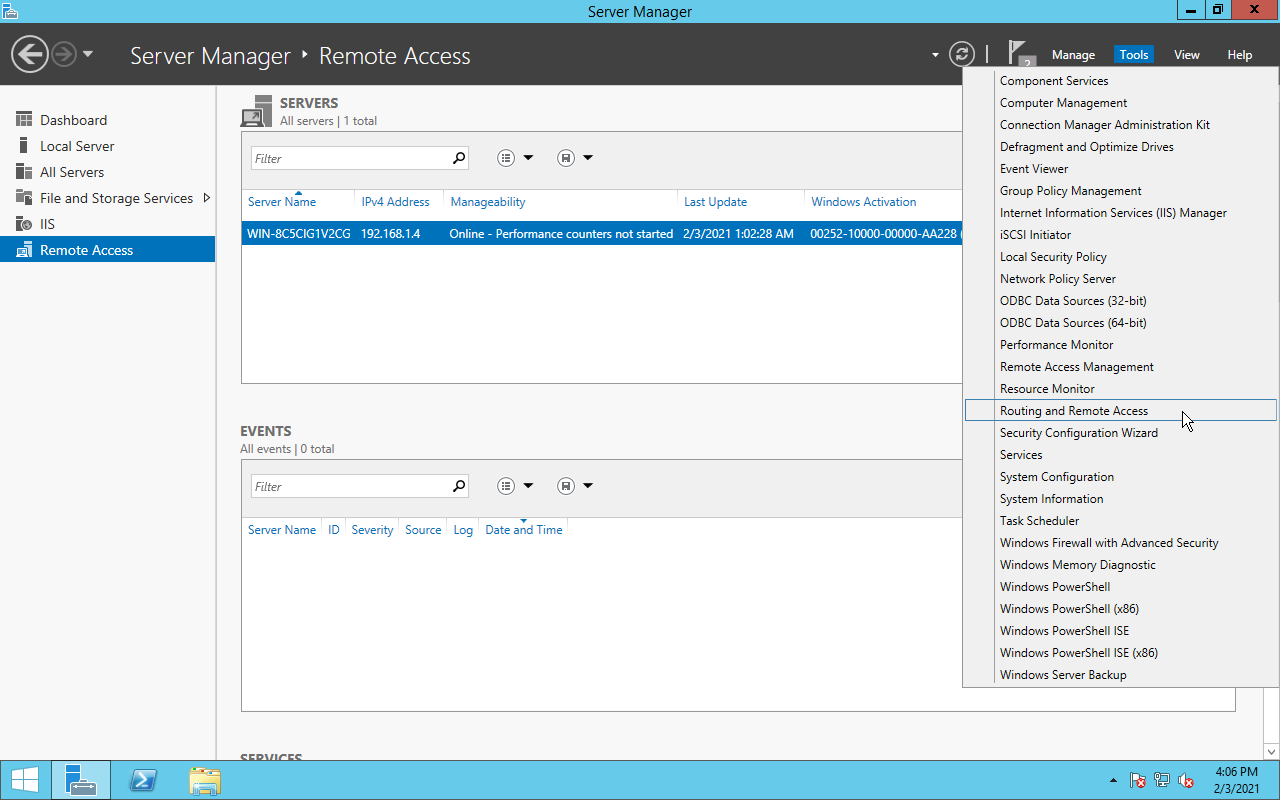 Server Manager
Server Manager ‣ Remote Access
2
Manage
Tools
View
Help
Dashboard
Local Server
All Servers
File and Storage Services
IIS
Remote Access
SERVERS
All servers | 1 total
Filter
Server Name IPv4 Address Manageability Last Update Windows Activation
WIN-8C5CIG1V2CG 192.168.1.4 Online - Performance counters not started 2/3/2021 1:02:28 AM 00252-10000-00000-AA228 (
EVENTS
All events | 0 total
Filter
Server Name ID Severity Source Log Date and Time
SERVICES
Component Services
Computer Management
Connection Manager Administration Kit
Defragment and Optimize Drives
Event Viewer
Group Policy Management
Internet Information Services (IIS) Manager
iSCSI Initiator
Local Security Policy
Network Policy Server
ODBC Data Sources (32-bit)
ODBC Data Sources (64-bit)
Performance Monitor
Remote Access Management
Resource Monitor
Routing and Remote Access
Security Configuration Wizard
Services
System Configuration
System Information
Task Scheduler
Windows Firewall with Advanced Security
Windows Memory Diagnostic
Windows PowerShell
Windows PowerShell (x86)
Windows PowerShell ISE
Windows PowerShell ISE (x86)
Windows Server Backup
4:06 PM
2/3/2021